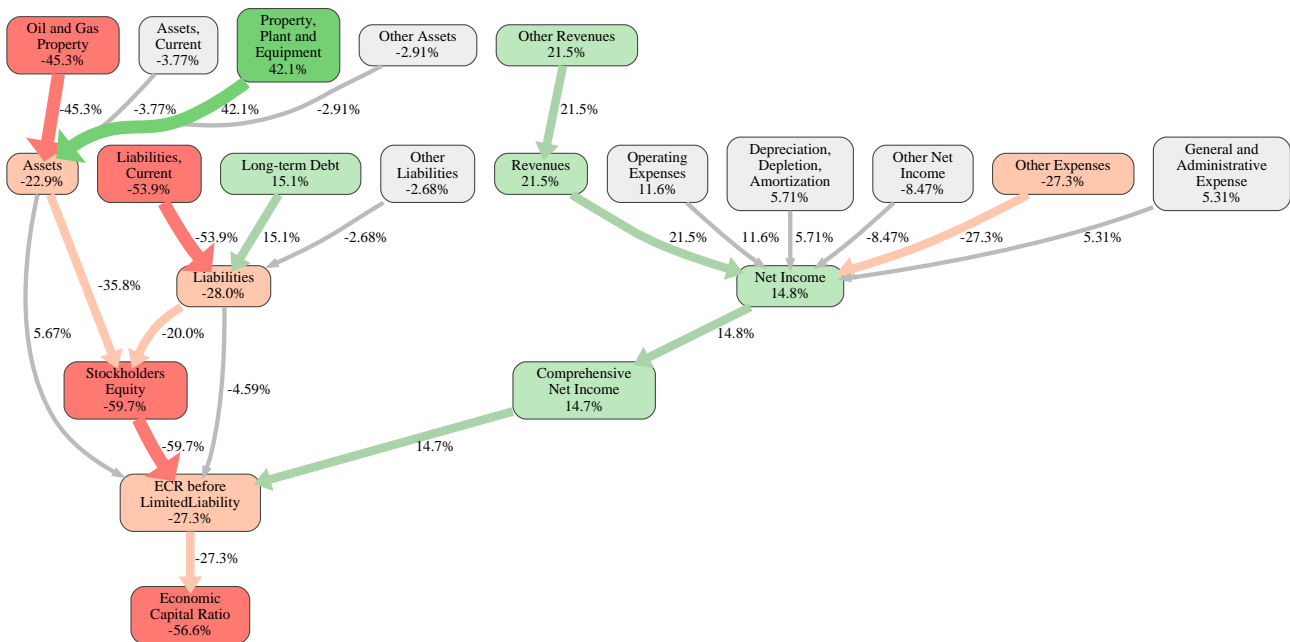 Oil and Gas
Property
-45.3%
Assets,
Current
-3.77%
Property,
Plant and
Equipment
42.1%
Other Assets
-2.91%
Other Revenues
21.5%
-45.3%
-3.77%
42.1%
-2.91%
21.5%
Assets
-22.9%
Liabilities,
Current
-53.9%
Long-term Debt
15.1%
Other
Liabilities
-2.68%
Revenues
21.5%
Operating
Expenses
11.6%
Depreciation,
Depletion,
Amortization
5.71%
Other Net
Income
-8.47%
Other Expenses
-27.3%
General and
Administrative
Expense
5.31%
-53.9%
15.1%
-2.68%
21.5%
11.6%
5.71%
-8.47%
-27.3%
5.31%
-35.8%
Liabilities
-28.0%
Net Income
14.8%
5.67%
-20.0%
-4.59%
14.8%
Stockholders
Equity
-59.7%
Comprehensive
Net Income
14.7%
-59.7%
14.7%
ECR before
LimitedLiability
-27.3%
-27.3%
Economic
Capital Ratio
-56.6%